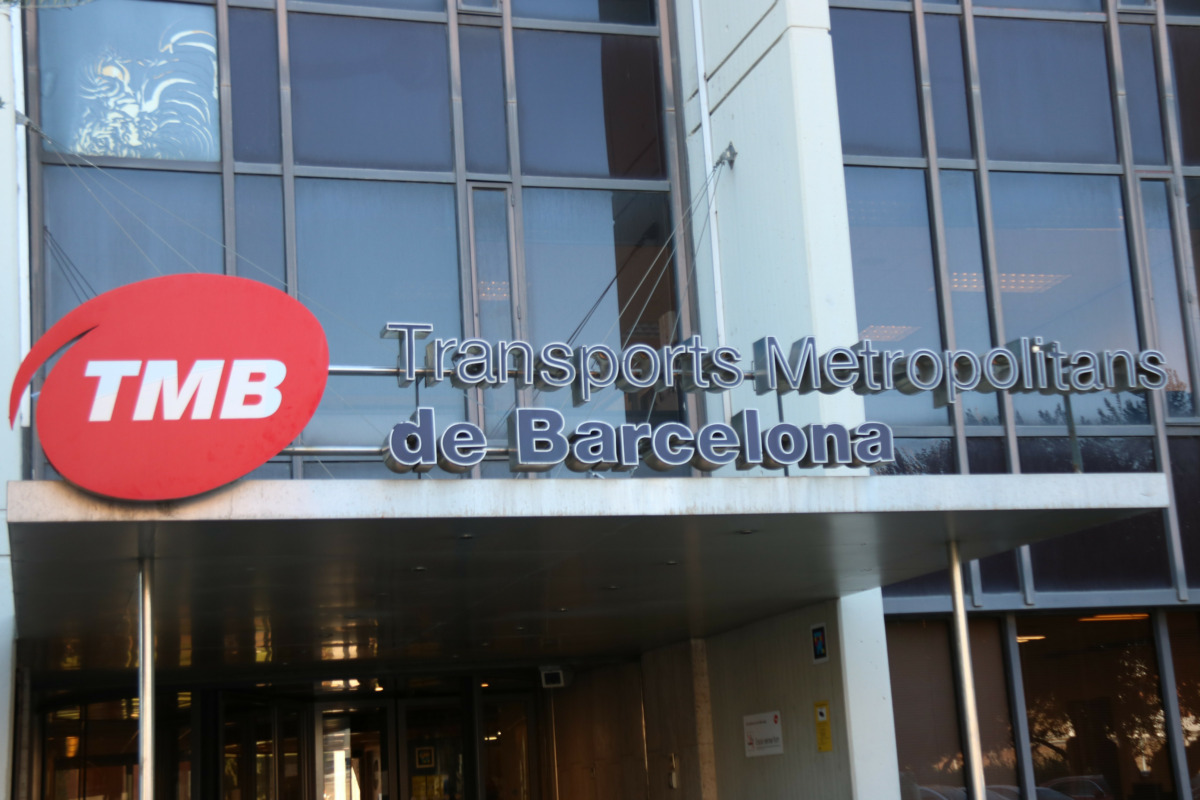 TMB
Transports Metropolitans
de Barcelona